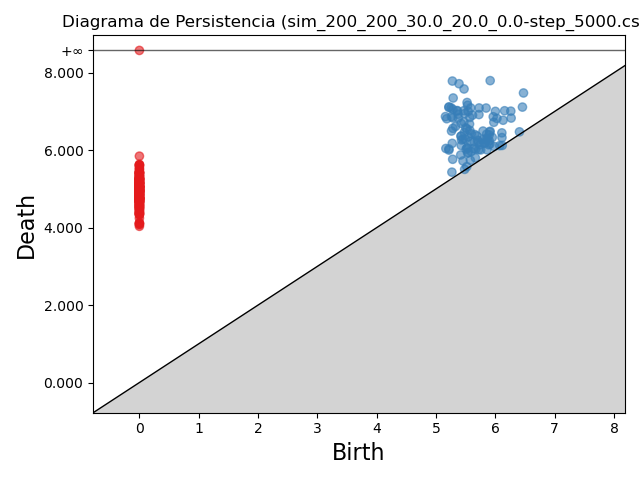 Diagrama de Persistencia (sim_200_200_30.0_20.0_0.0-step_5000.cs
+∞
8.000
6.000
4.000
2.000
0.000
Death
0 1 2 3 4 5 6 7 8
Birth